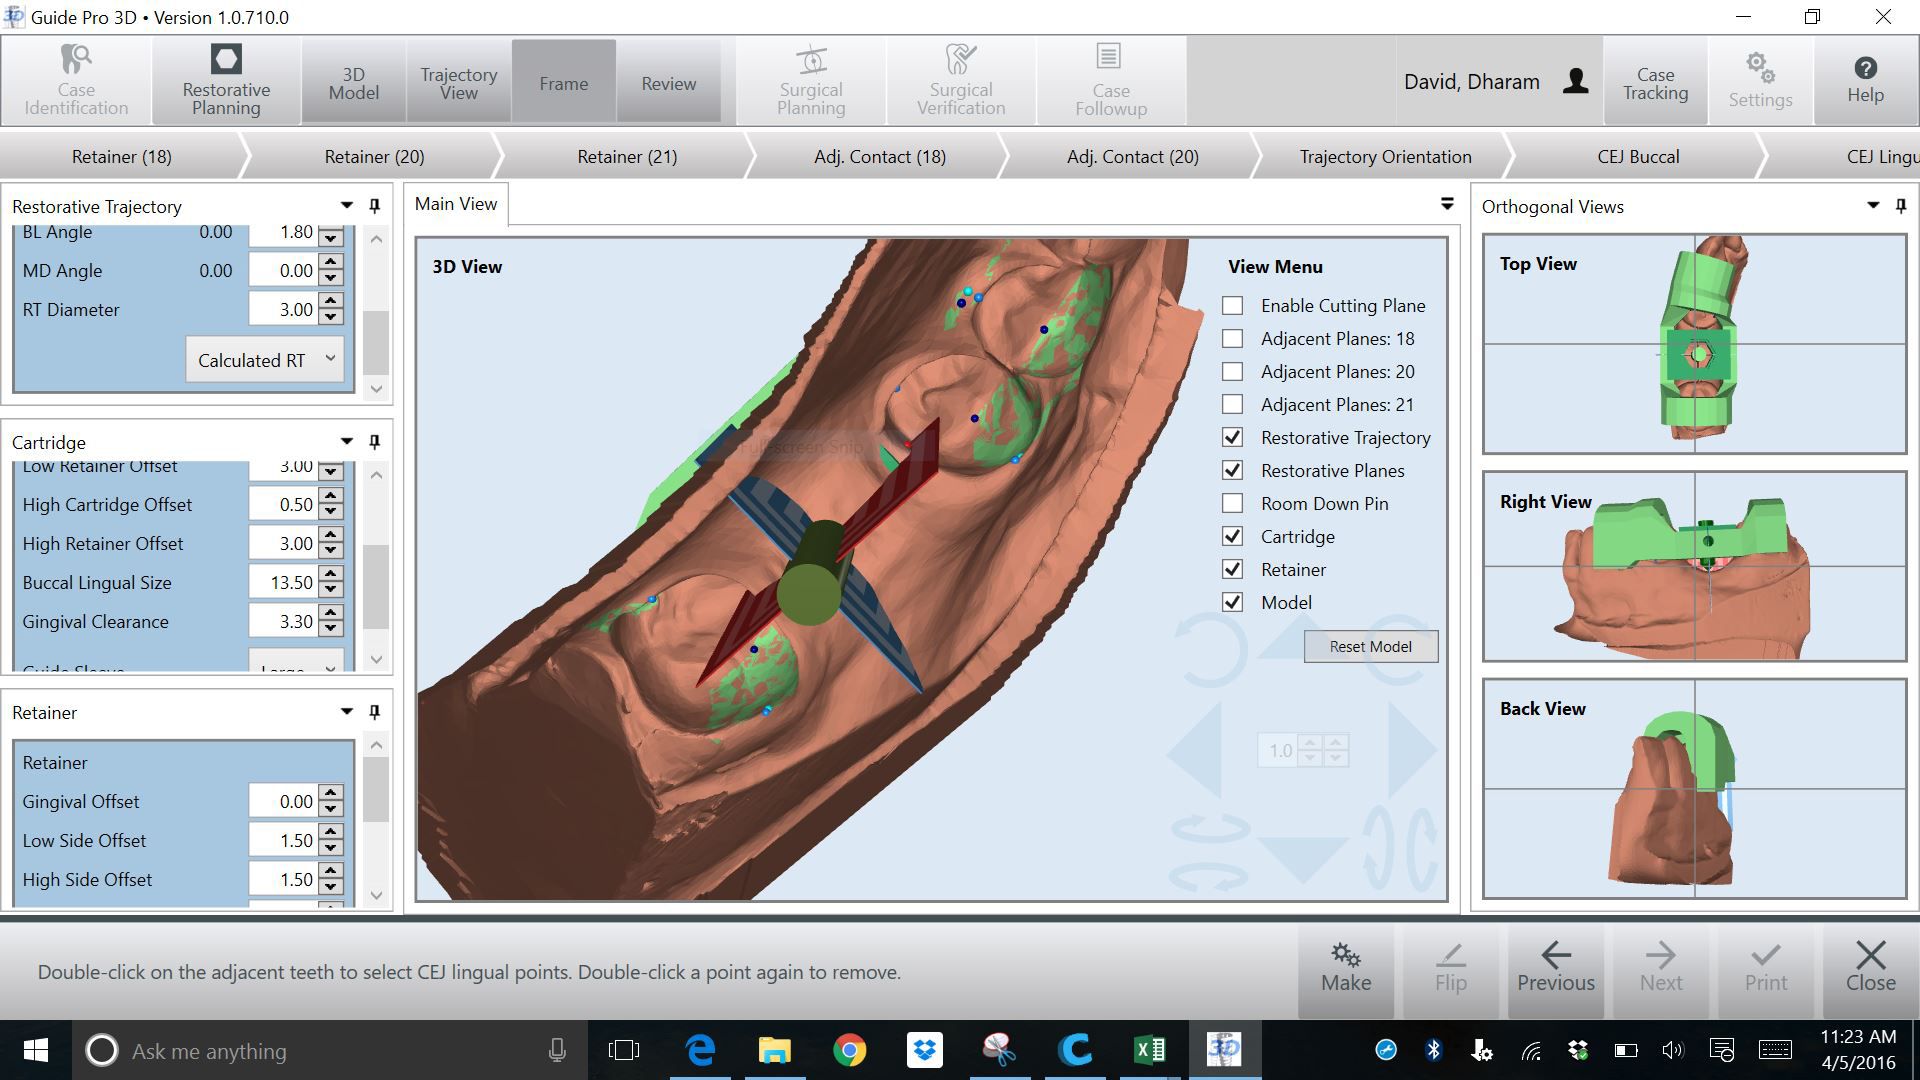 Guide Pro 3D • Version 1.0.710.0
Case
Identification
Restorative
Planning
3D
Model
Trajectory
View
Frame
Review
Surgical
Planning
Surgical
Verification
Case
Followup
David, Dharam
Case
Tracking
Settings
Help
Retainer (18)
Retainer (20)
Retainer (21)
Adj. Contact (18)
Adj. Contact (20)
Trajectory Orientation
CEJ Buccal
CEJ Lingu
Restorative Trajectory
BL Angle 0.00 1.80
MD Angle 0.00 0.00
RT Diameter 3.00
Calculated RT
Cartridge
Low Retainer Offset 3.00
High Cartridge Offset 0.50
High Retainer Offset 3.00
Buccal Lingual Size 13.50
Gingival Clearance 3.30
Guide Sleeve Large
Retainer
Retainer
Gingival Offset 0.00
Low Side Offset 1.50
High Side Offset 1.50
Main View
3D View
Full-screen Snip
View Menu
Enable Cutting Plane
Adjacent Planes: 18
Adjacent Planes: 20
Adjacent Planes: 21
Restorative Trajectory
Restorative Planes
Room Down Pin
Cartridge
Retainer
Model
Reset Model
1.0
Orthogonal Views
Top View
Right View
Back View
Double-click on the adjacent teeth to select CEJ lingual points. Double-click a point again to remove.
Make
Flip
Previous
Next
Print
Close
Ask me anything
3D
11:23 AM
4/5/2016